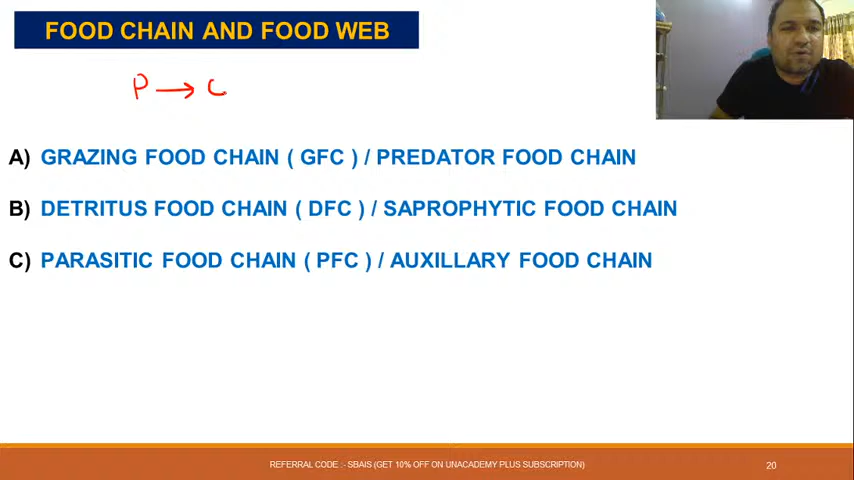 FOOD CHAIN AND FOOD WEB
P → C
A) GRAZING FOOD CHAIN ( GFC ) / PREDATOR FOOD CHAIN
B) DETRITUS FOOD CHAIN ( DFC ) / SAPROPHYTIC FOOD CHAIN
C) PARASITIC FOOD CHAIN ( PFC ) / AUXILLARY FOOD CHAIN
REFERRAL CODE :- SBAIS (GET 10% OFF ON UNACADEMY PLUS SUBSCRIPTION)
20